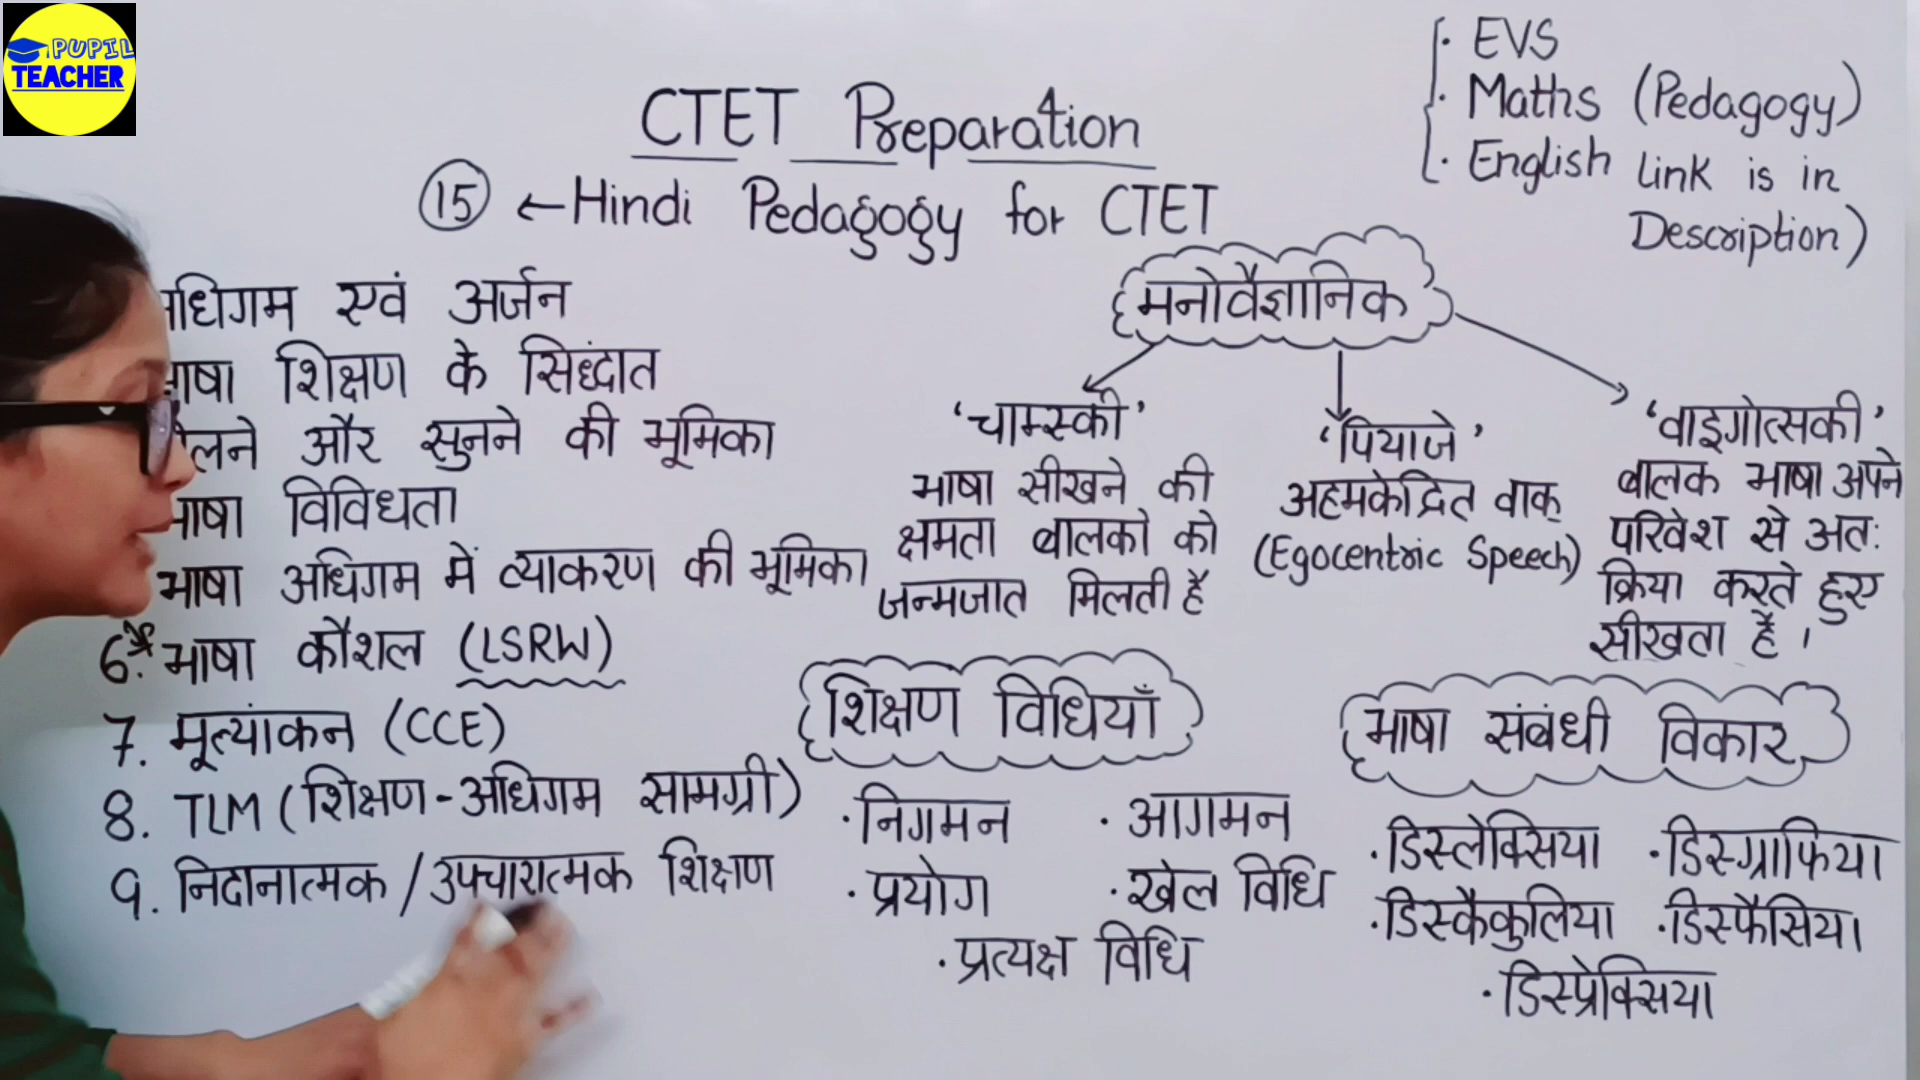 PUPIL
TEACHER
CTET Preparation
15 ← Hindi Pedagogy for CTET
· EVS
· Maths (Pedagogy)
· English link is in
Description)
एवं अर्जन
शिक्षण के सिध्दांत
और सुनने की भूमिका
विविधता
भाषा अधिगम में व्याकरण की भूमिका
6.* भाषा कौशल (LSRW)
7. मूल्यांकन (CCE)
8. TLM (शिक्षण-अधिगम सामग्री)
9. निदानात्मक / उपचारात्मक शिक्षण
मनोवैज्ञानिक
'चाम्स्की'
भाषा सीखने की
क्षमता बालको को
जन्मजात मिलती है
'पियाजे'
अहमकेंद्रित वाक्
(Egocentric Speech)
'वाइगोत्सकी'
बालक भाषा अपने
परिवेश से अतः
क्रिया करते हुए
सीखता है।
शिक्षण विधियाँ
· निगमन · आगमन
· प्रयोग · खेल विधि
· प्रत्यक्ष विधि
भाषा संबंधी विकार
· डिस्लेक्सिया · डिस्ग्राफिया
· डिस्कैकुलिया · डिस्फैसिया
· डिस्प्रेक्सिया